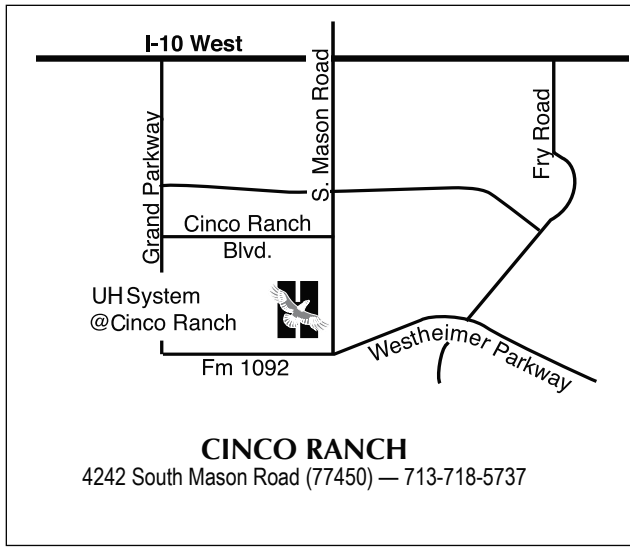 I-10 West
S. Mason Road
Fry Road
Grand Parkway
Cinco Ranch
Blvd.
UH System
@Cinco Ranch
H
Westheimer Parkway
Fm 1092
CINCO RANCH
4242 South Mason Road (77450) — 713-718-5737